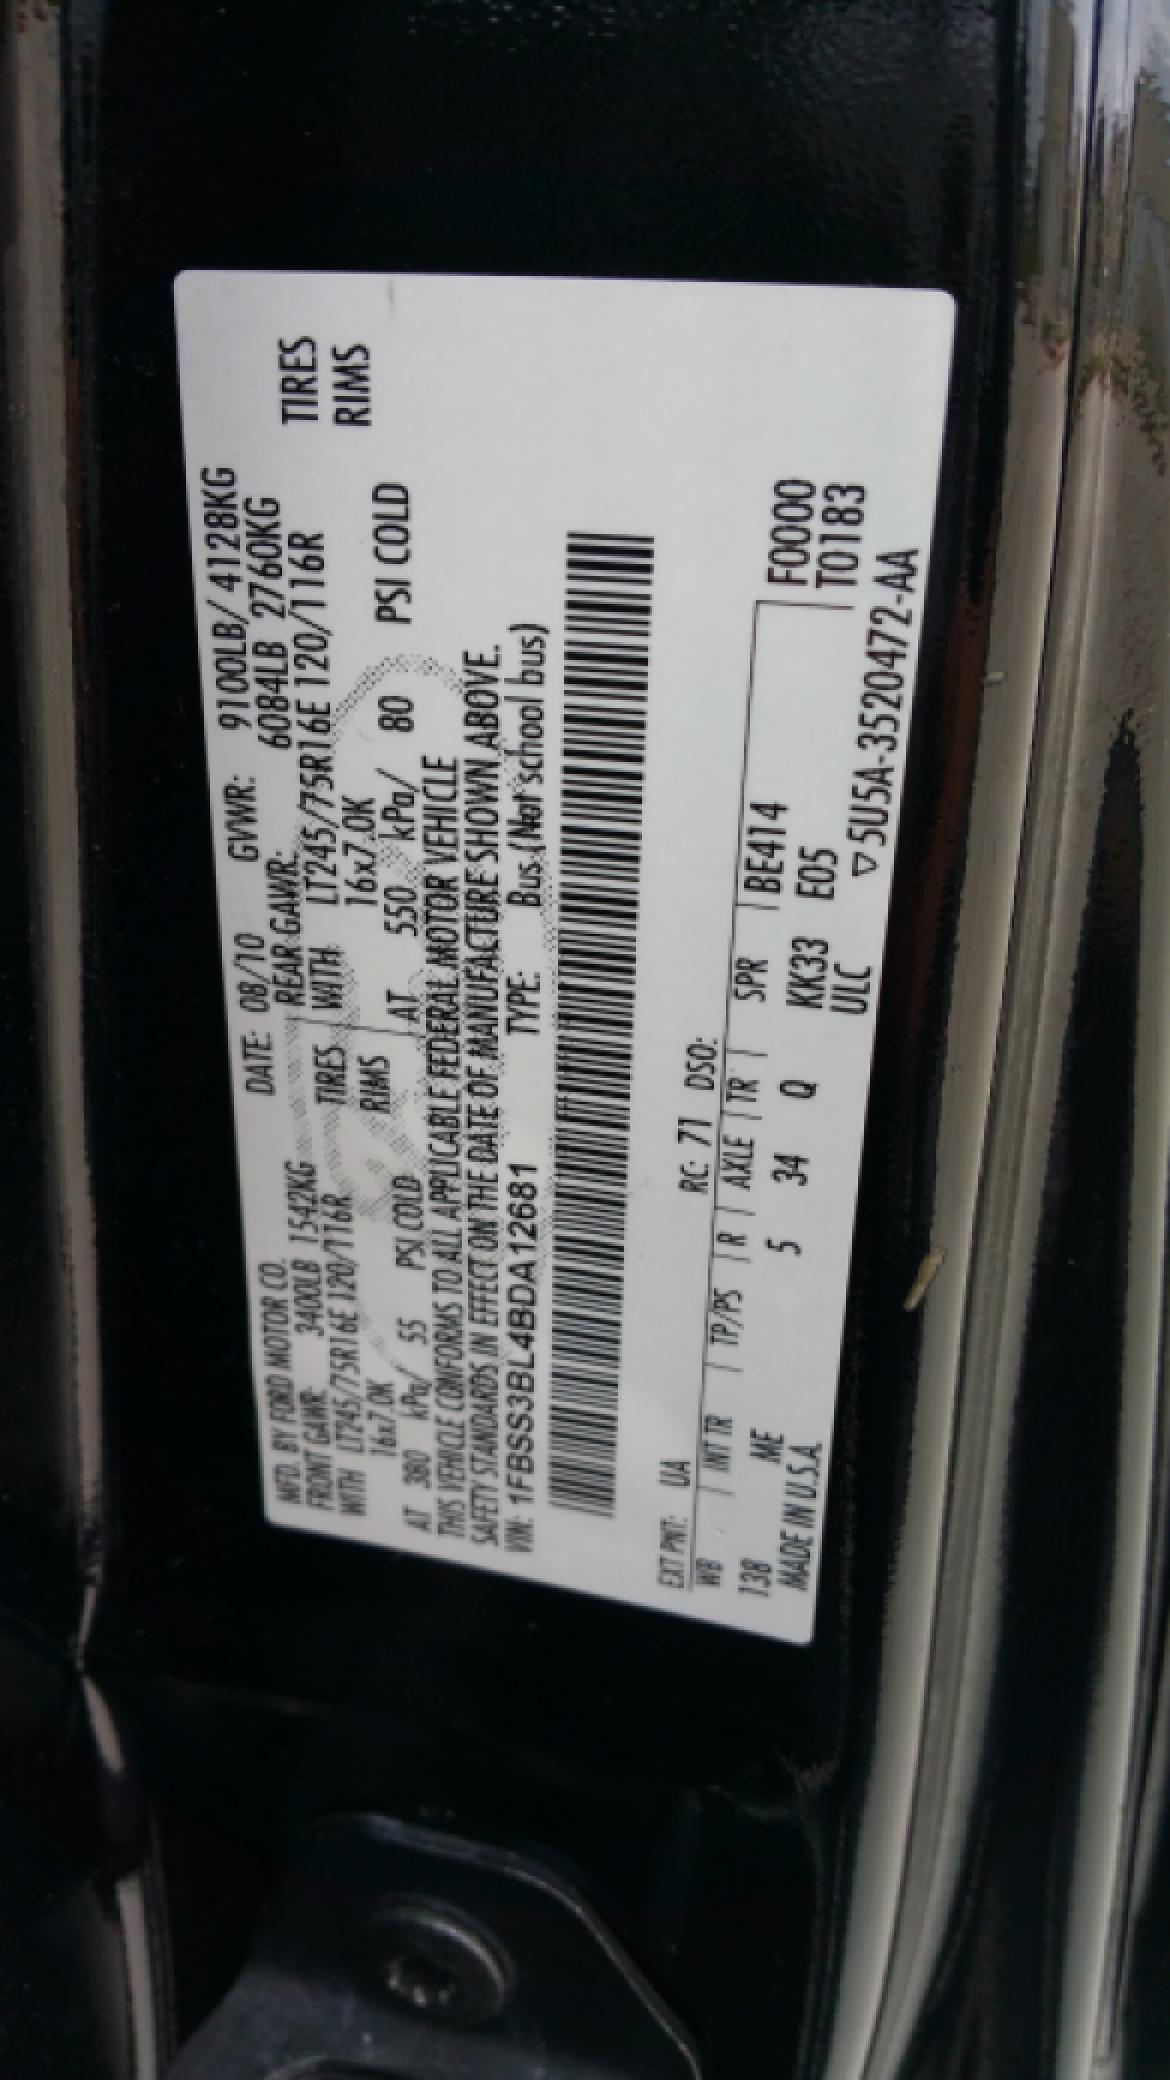 MFD. BY FORD MOTOR CO. DATE: 08/10 GVWR: 9100LB/ 4128KG
FRONT GAWR: 3400LB 1542KG REAR GAWR: 6084LB 2760KG
WITH LT245/75R16E 120/116R TIRES WITH LT245/75R16E 120/116R TIRES
16x7.0K RIMS 16x7.0K RIMS
AT 380 kPa/ 55 PSI COLD AT 550 kPa/ 80 PSI COLD
THIS VEHICLE CONFORMS TO ALL APPLICABLE FEDERAL MOTOR VEHICLE
SAFETY STANDARDS IN EFFECT ON THE DATE OF MANUFACTURE SHOWN ABOVE.
VIN: 1FBSS3BL4BDA12681 TYPE: Bus (Not school bus)
EXT PNT: UA RC: 71 DSO:
WB INT TR TP/PS R AXLE TR SPR BE414 F0000
138 ME 5 34 Q KK33 E05 T01B3
MADE IN U.S.A. ULC ▽5U5A-3520472-AA